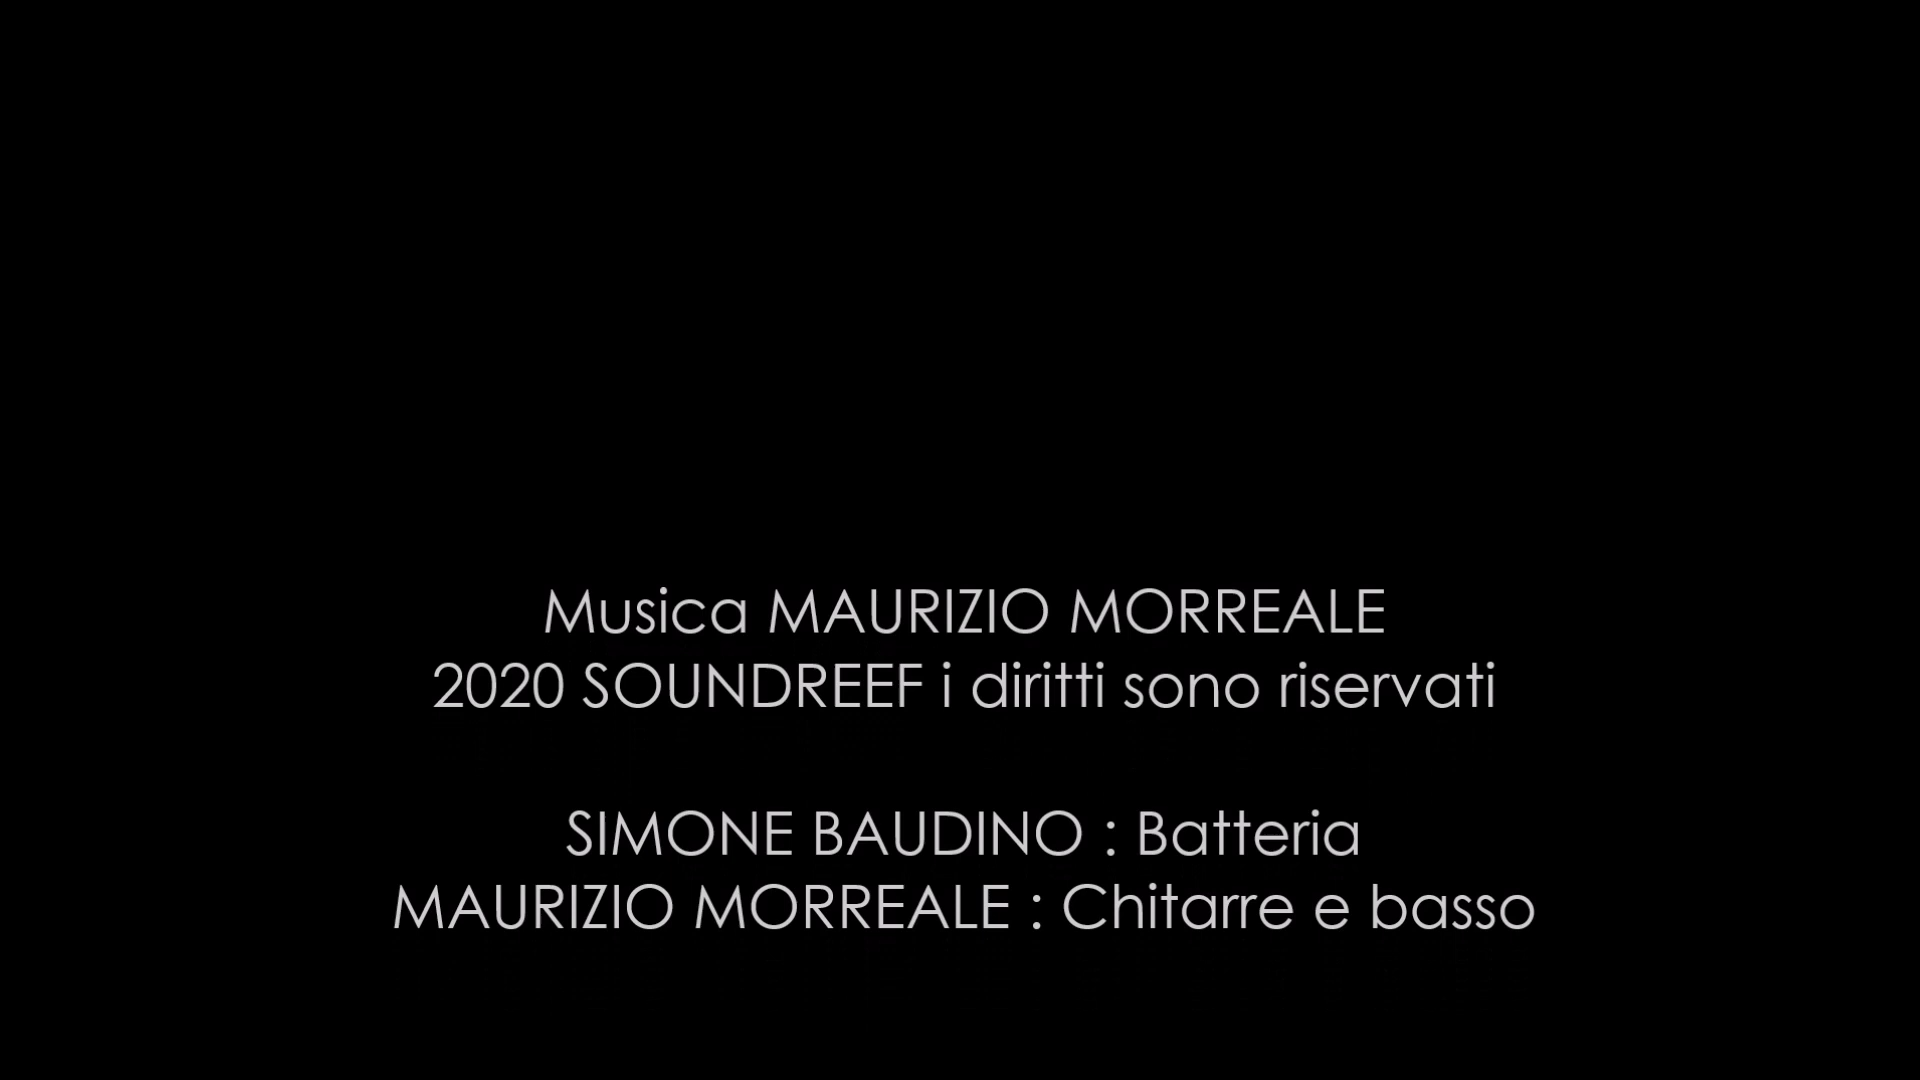 Musica MAURIZIO MORREALE
2020 SOUNDREEF i diritti sono riservati
SIMONE BAUDINO : Batteria
MAURIZIO MORREALE : Chitarre e basso